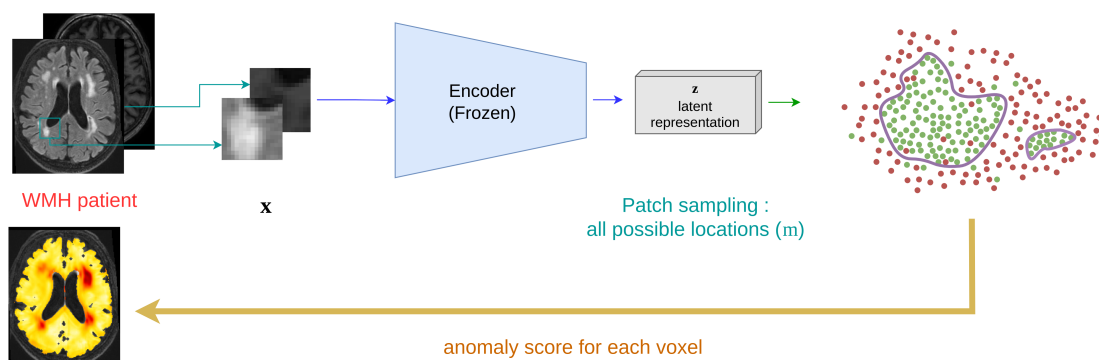 Encoder
(Frozen)
z
latent
representation
WMH patient
x
Patch sampling :
all possible locations (m)
anomaly score for each voxel